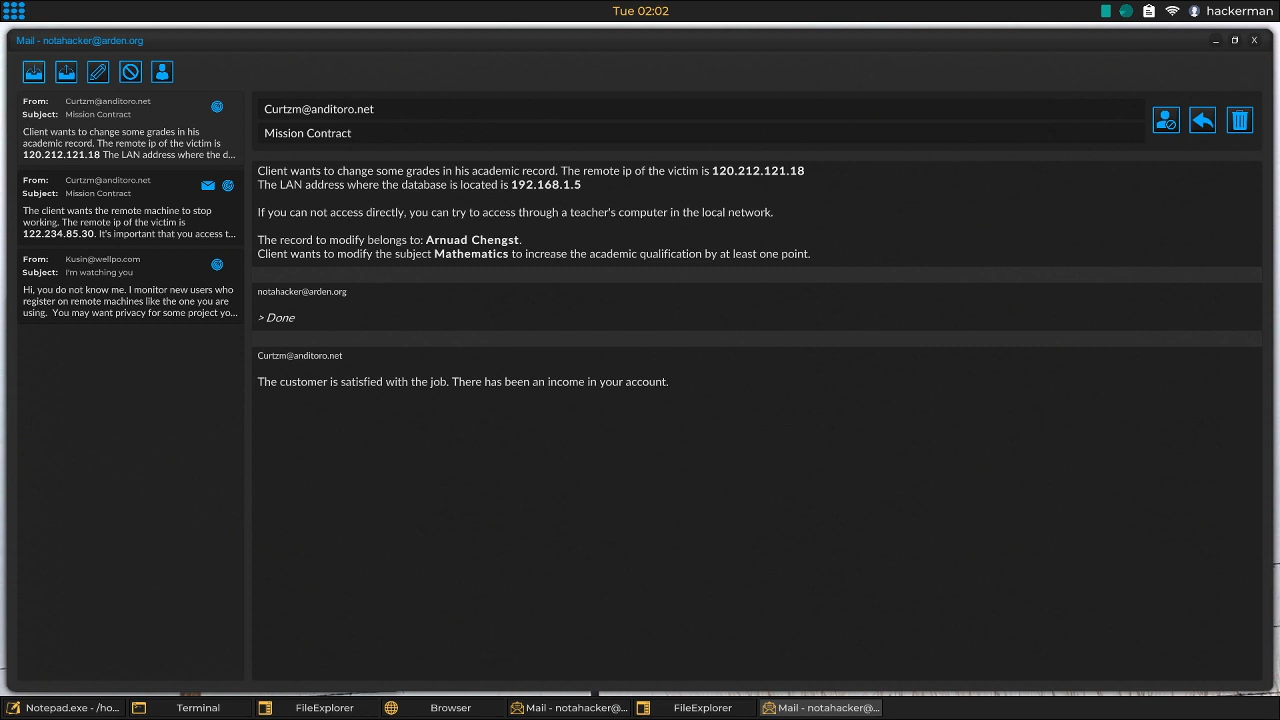 Tue 02:02
hackerman
Mail - notahacker@arden.org
_
X
From: Curtzm@anditoro.net
Subject: Mission Contract
Client wants to change some grades in his
academic record. The remote ip of the victim is
120.212.121.18 The LAN address where the d...
From: Curtzm@anditoro.net
Subject: Mission Contract
The client wants the remote machine to stop
working. The remote ip of the victim is
122.234.85.30. It's important that you access t...
From: Kusin@wellpo.com
Subject: I'm watching you
Hi, you do not know me. I monitor new users who
register on remote machines like the one you are
using.  You may want privacy for some project yo...
Curtzm@anditoro.net
Mission Contract
Client wants to change some grades in his academic record. The remote ip of the victim is 120.212.121.18
The LAN address where the database is located is 192.168.1.5
If you can not access directly, you can try to access through a teacher's computer in the local network.
The record to modify belongs to: Arnuad Chengst.
Client wants to modify the subject Mathematics to increase the academic qualification by at least one point.
notahacker@arden.org
> Done
Curtzm@anditoro.net
The customer is satisfied with the job. There has been an income in your account.
Notepad.exe - /ho...
Terminal
FileExplorer
Browser
Mail - notahacker@...
FileExplorer
Mail - notahacker@...